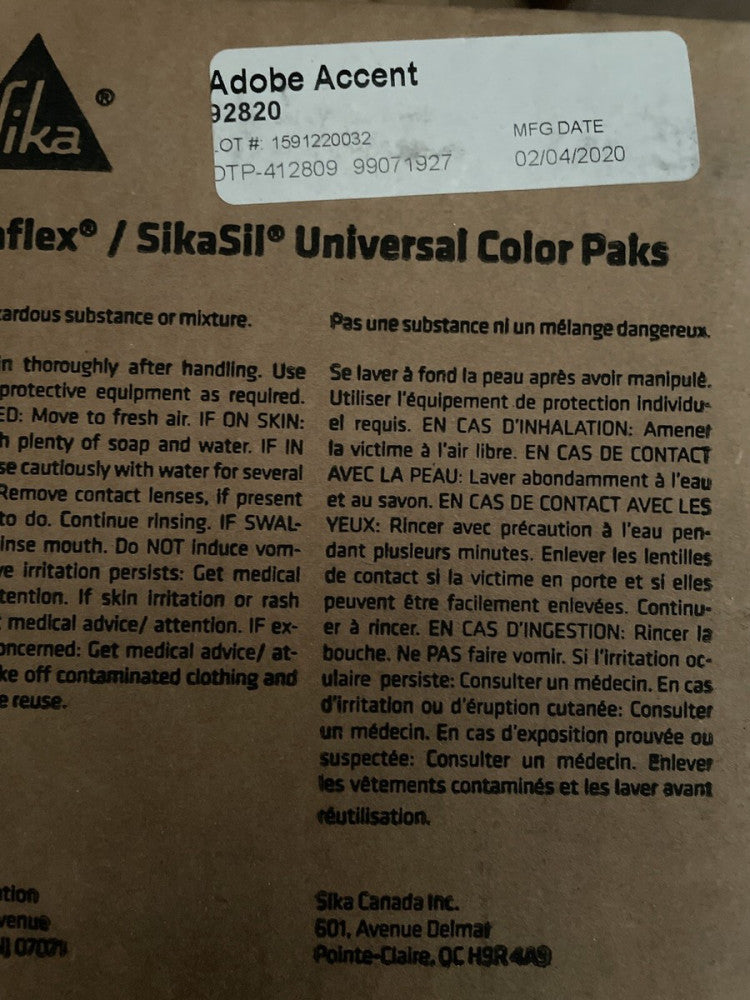 Sika®
Adobe Accent
92820
LOT #: 1591220032
MFG DATE
OTP-412809 99071927
02/04/2020
aflex® / SikaSil® Universal Color Paks
ardous substance or mixture.
in thoroughly after handling. Use
protective equipment as required.
ED: Move to fresh air. IF ON SKIN:
h plenty of soap and water. IF IN
se cautiously with water for several
Remove contact lenses, if present
to do. Continue rinsing. IF SWAL-
inse mouth. Do NOT induce vom-
ve irritation persists: Get medical
tention. If skin irritation or rash
medical advice/ attention. IF ex-
oncerned: Get medical advice/ at-
ke off contaminated clothing and
e reuse.
Pas une substance ni un mélange dangereux.
Se laver à fond la peau après avoir manipulé.
Utiliser l'équipement de protection individu-
el requis. EN CAS D'INHALATION: Amener
la victime à l'air libre. EN CAS DE CONTACT
AVEC LA PEAU: Laver abondamment à l'eau
et au savon. EN CAS DE CONTACT AVEC LES
YEUX: Rincer avec précaution à l'eau pen-
dant plusieurs minutes. Enlever les lentilles
de contact si la victime en porte et si elles
peuvent être facilement enlevées. Continu-
er à rincer. EN CAS D'INGESTION: Rincer la
bouche. Ne PAS faire vomir. Si l'irritation oc-
ulaire persiste: Consulter un médecin. En cas
d'irritation ou d'éruption cutanée: Consulter
un médecin. En cas d'exposition prouvée ou
suspectée: Consulter un médecin. Enlever
les vêtements contaminés et les laver avant
réutilisation.
tion
venue
NJ 07071
Sika Canada Inc.
601, Avenue Delmar
Pointe-Claire, QC H9R 4A9